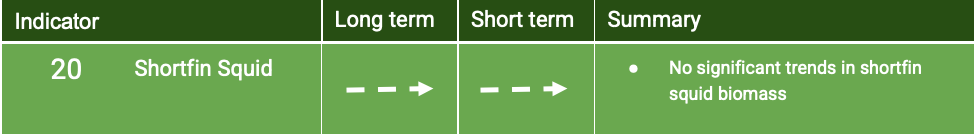 Indicator Long term Short term Summary
20 Shortfin Squid
● No significant trends in shortfin
squid biomass